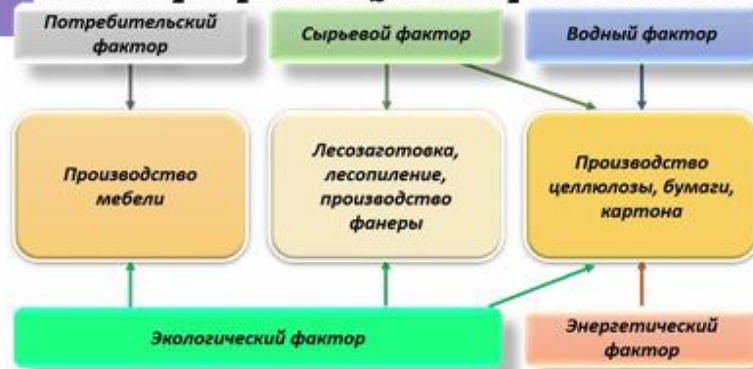 Потребительский
фактор
Сырьевой фактор
Водный фактор
Производство
мебели
Лесозаготовка,
лесопиление,
производство
фанеры
Производство
целлюлозы, бумаги,
картона
Экологический фактор
Энергетический
фактор